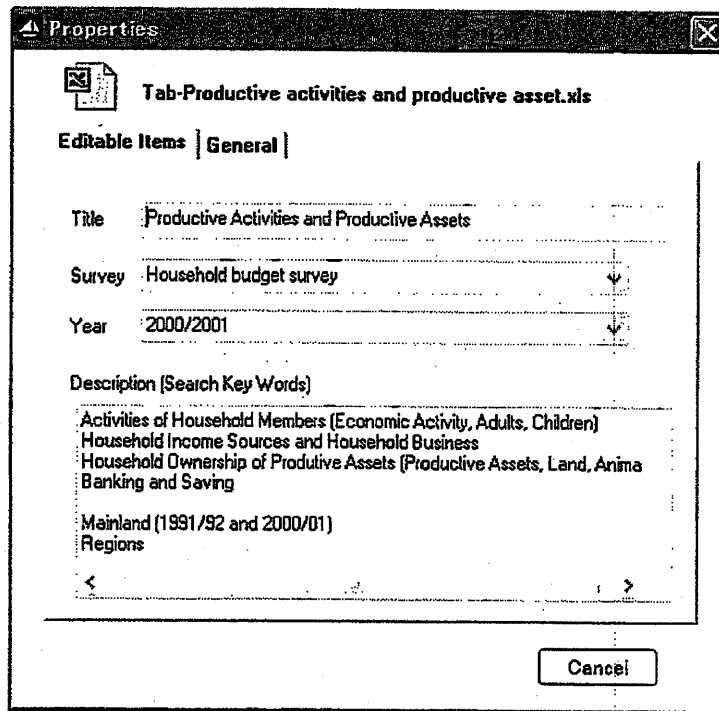 Properties
Tab-Productive activities and productive asset.xls
Editable Items General
Title Productive Activities and Productive Assets
Survey Household budget survey
Year 2000/2001
Description (Search Key Words)
Activities of Household Members (Economic Activity, Adults, Children)
Household Income Sources and Household Business
Household Ownership of Produtive Assets (Productive Assets, Land, Anima
Banking and Saving
Mainland (1991/92 and 2000/01)
Regions
Cancel